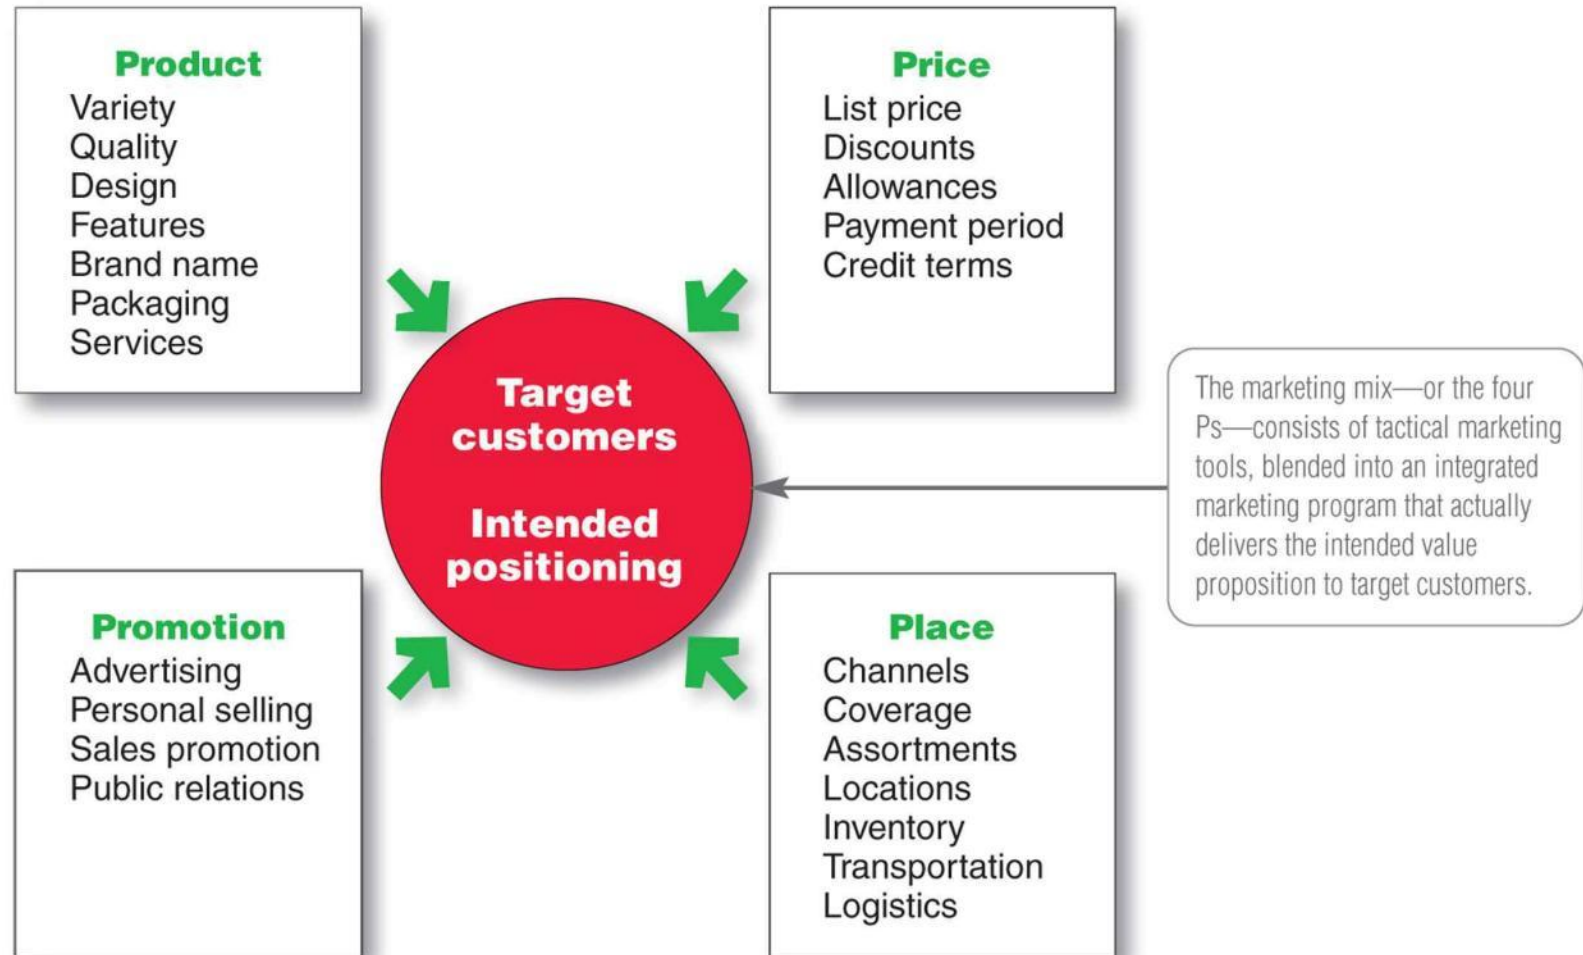 Product
Variety
Quality
Design
Features
Brand name
Packaging
Services
Price
List price
Discounts
Allowances
Payment period
Credit terms
Target
customers
Intended
positioning
The marketing mix—or the four
Ps—consists of tactical marketing
tools, blended into an integrated
marketing program that actually
delivers the intended value
proposition to target customers.
Promotion
Advertising
Personal selling
Sales promotion
Public relations
Place
Channels
Coverage
Assortments
Locations
Inventory
Transportation
Logistics